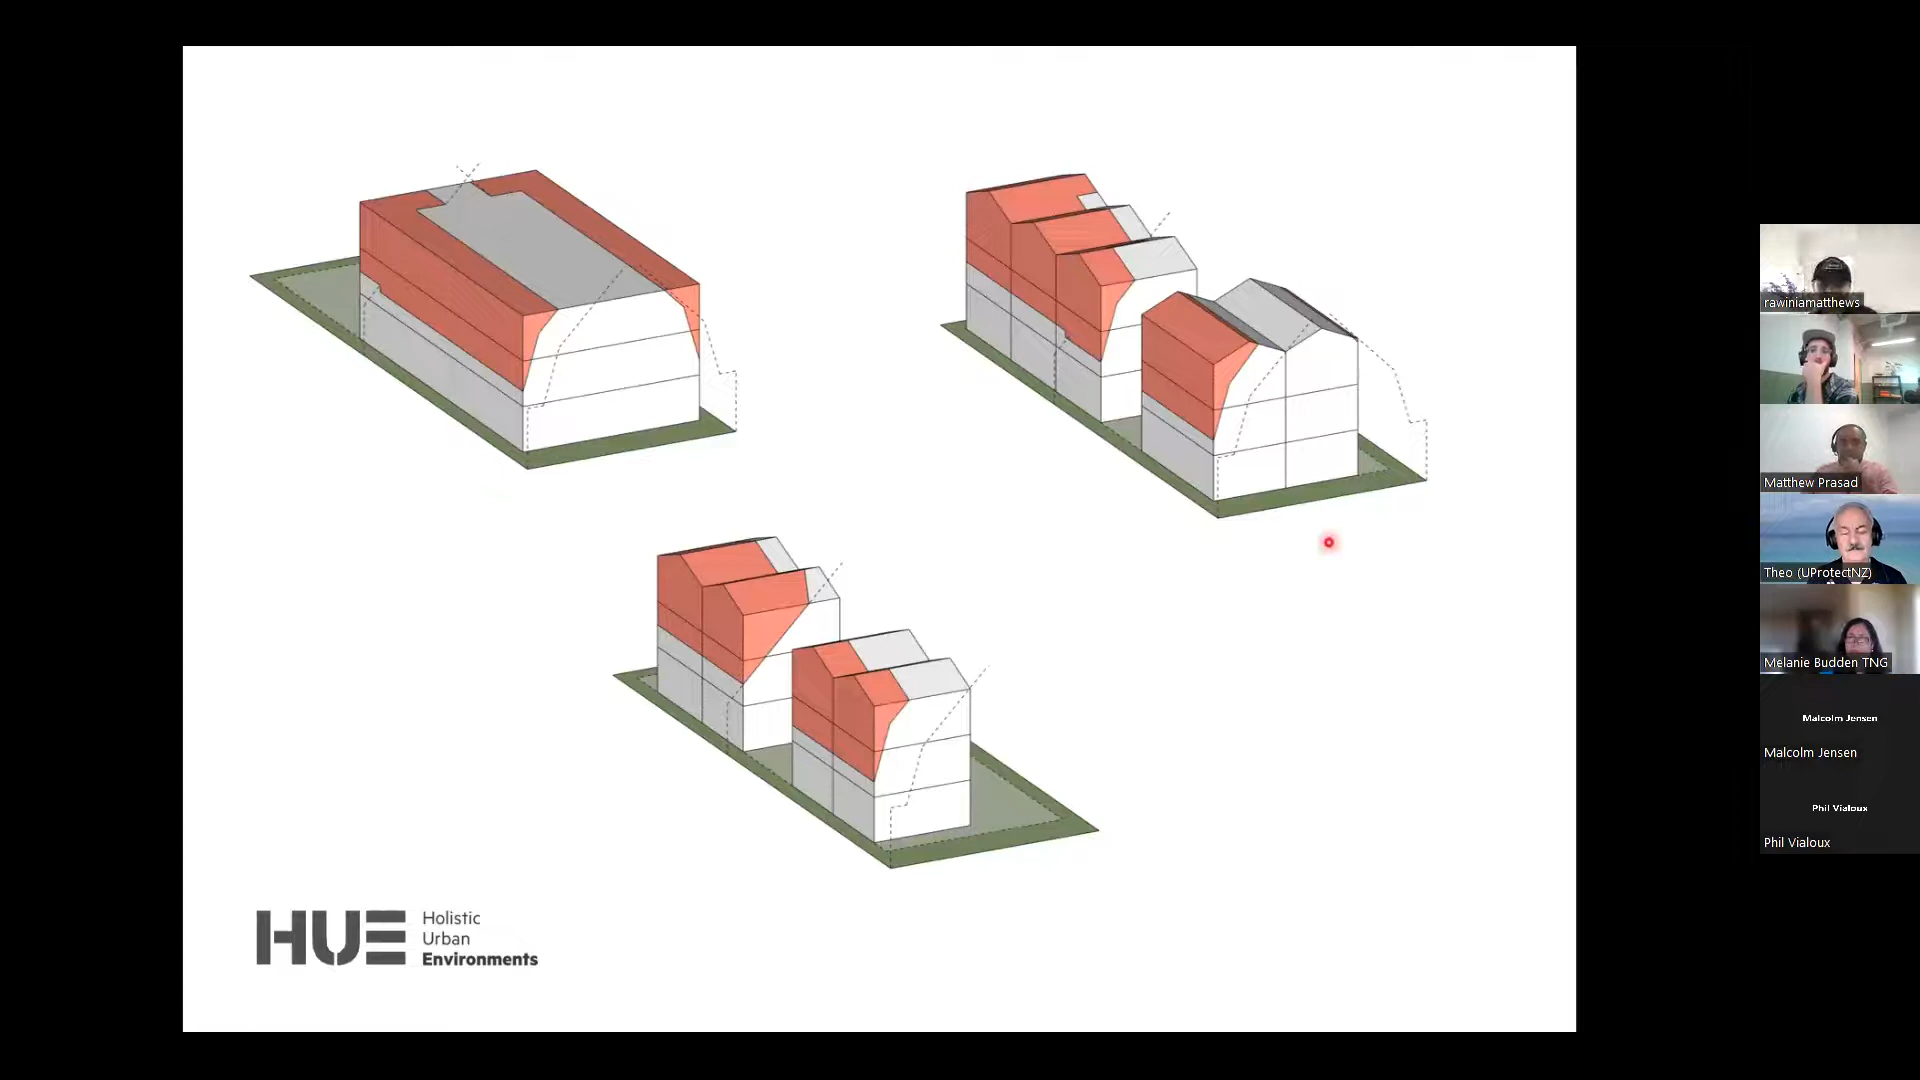 HUE
Holistic
Urban
Environments
rawiniamatthews
Matthew Prasad
Theo (UProtectNZ)
Melanie Budden TNG
Malcolm Jensen
Malcolm Jensen
Phil Vialoux
Phil Vialoux